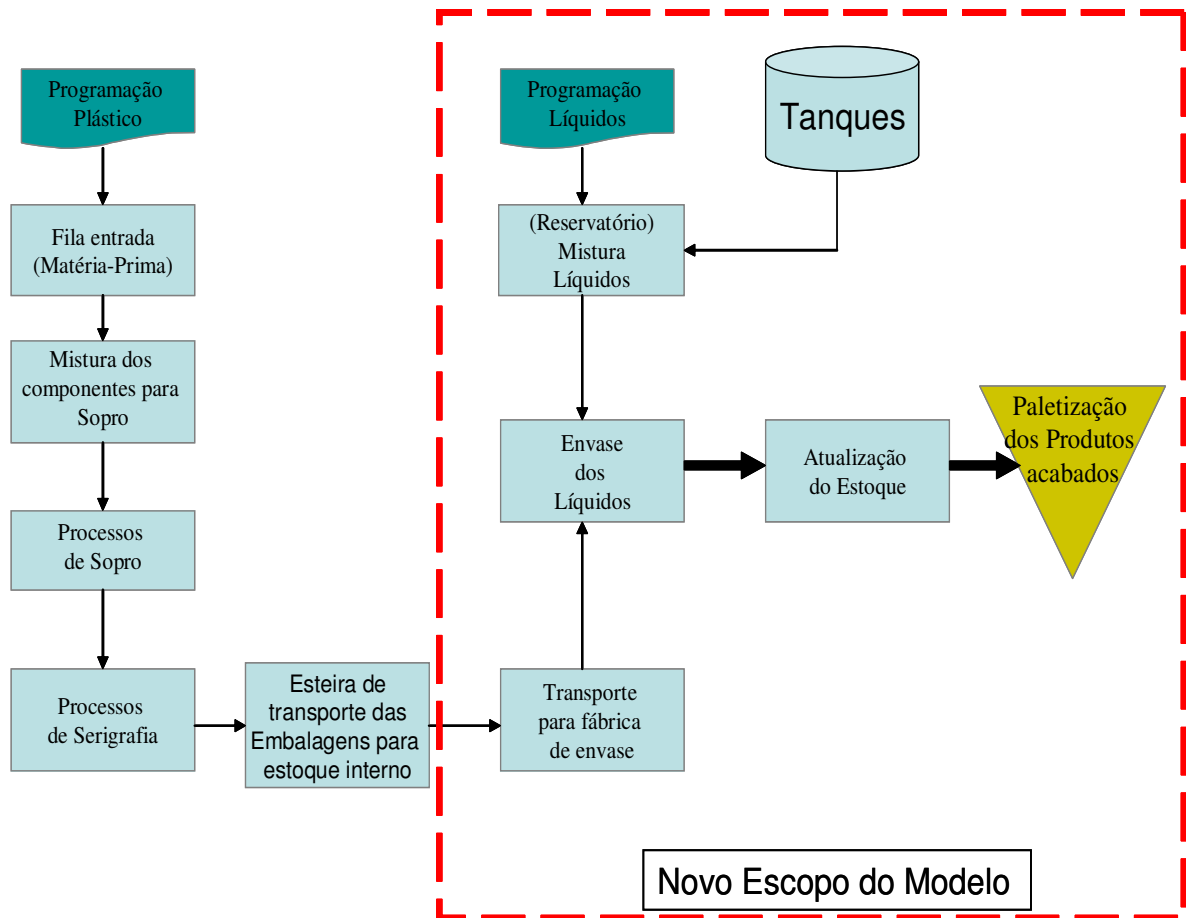 Programação
Plástico
Fila entrada
(Matéria-Prima)
Mistura dos
componentes para
Sopro
Processos
de Sopro
Processos
de Serigrafia
Esteira de
transporte das
Embalagens para
estoque interno
Programação
Líquidos
Tanques
(Reservatório)
Mistura
Líquidos
Envase
dos
Líquidos
Atualização
do Estoque
Paletização
dos Produtos
acabados
Transporte
para fábrica
de envase
Novo Escopo do Modelo